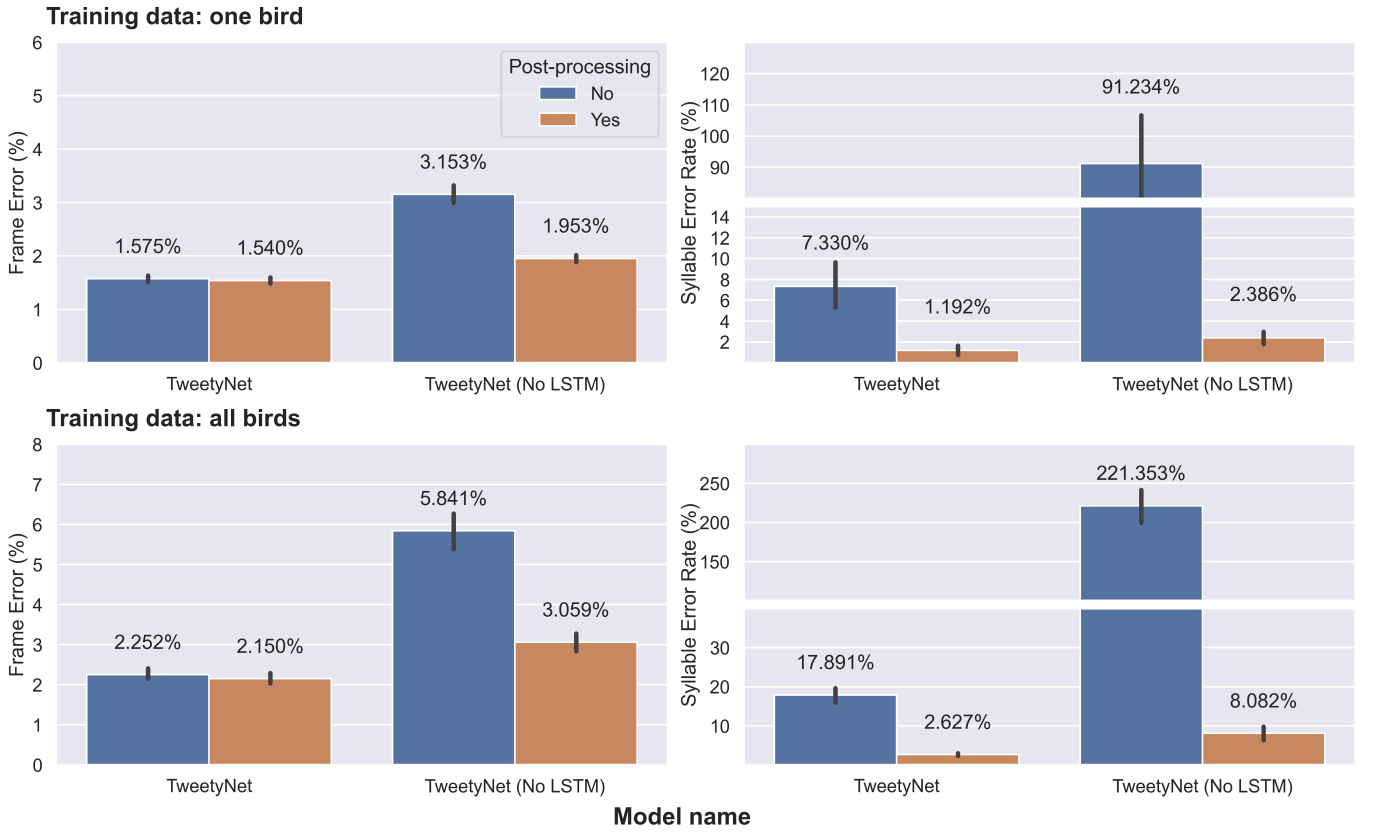 Training data: one bird
Frame Error (%)
6
5
4
3
2
1
0
Post-processing
No
Yes
1.575%
1.540%
3.153%
1.953%
TweetyNet
TweetyNet (No LSTM)
Syllable Error Rate (%)
120
110
100
90
14
12
10
8
6
4
2
7.330%
1.192%
91.234%
2.386%
TweetyNet
TweetyNet (No LSTM)
Training data: all birds
Frame Error (%)
8
7
6
5
4
3
2
1
0
2.252%
2.150%
5.841%
3.059%
TweetyNet
TweetyNet (No LSTM)
Syllable Error Rate (%)
250
200
150
30
20
10
17.891%
2.627%
221.353%
8.082%
TweetyNet
TweetyNet (No LSTM)
Model name